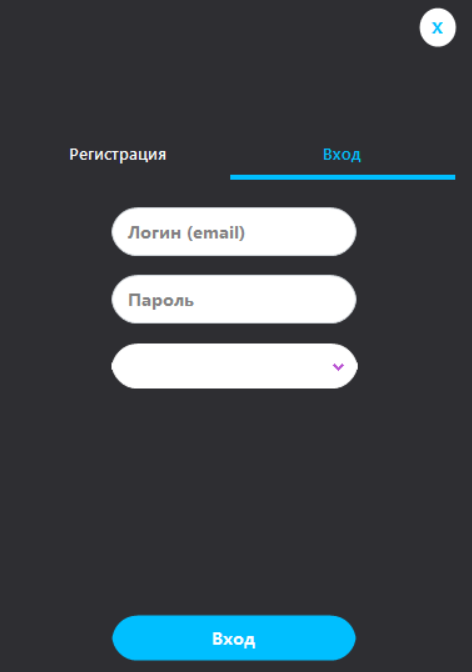 X
Регистрация
Вход
Логин (email)
Пароль
Вход